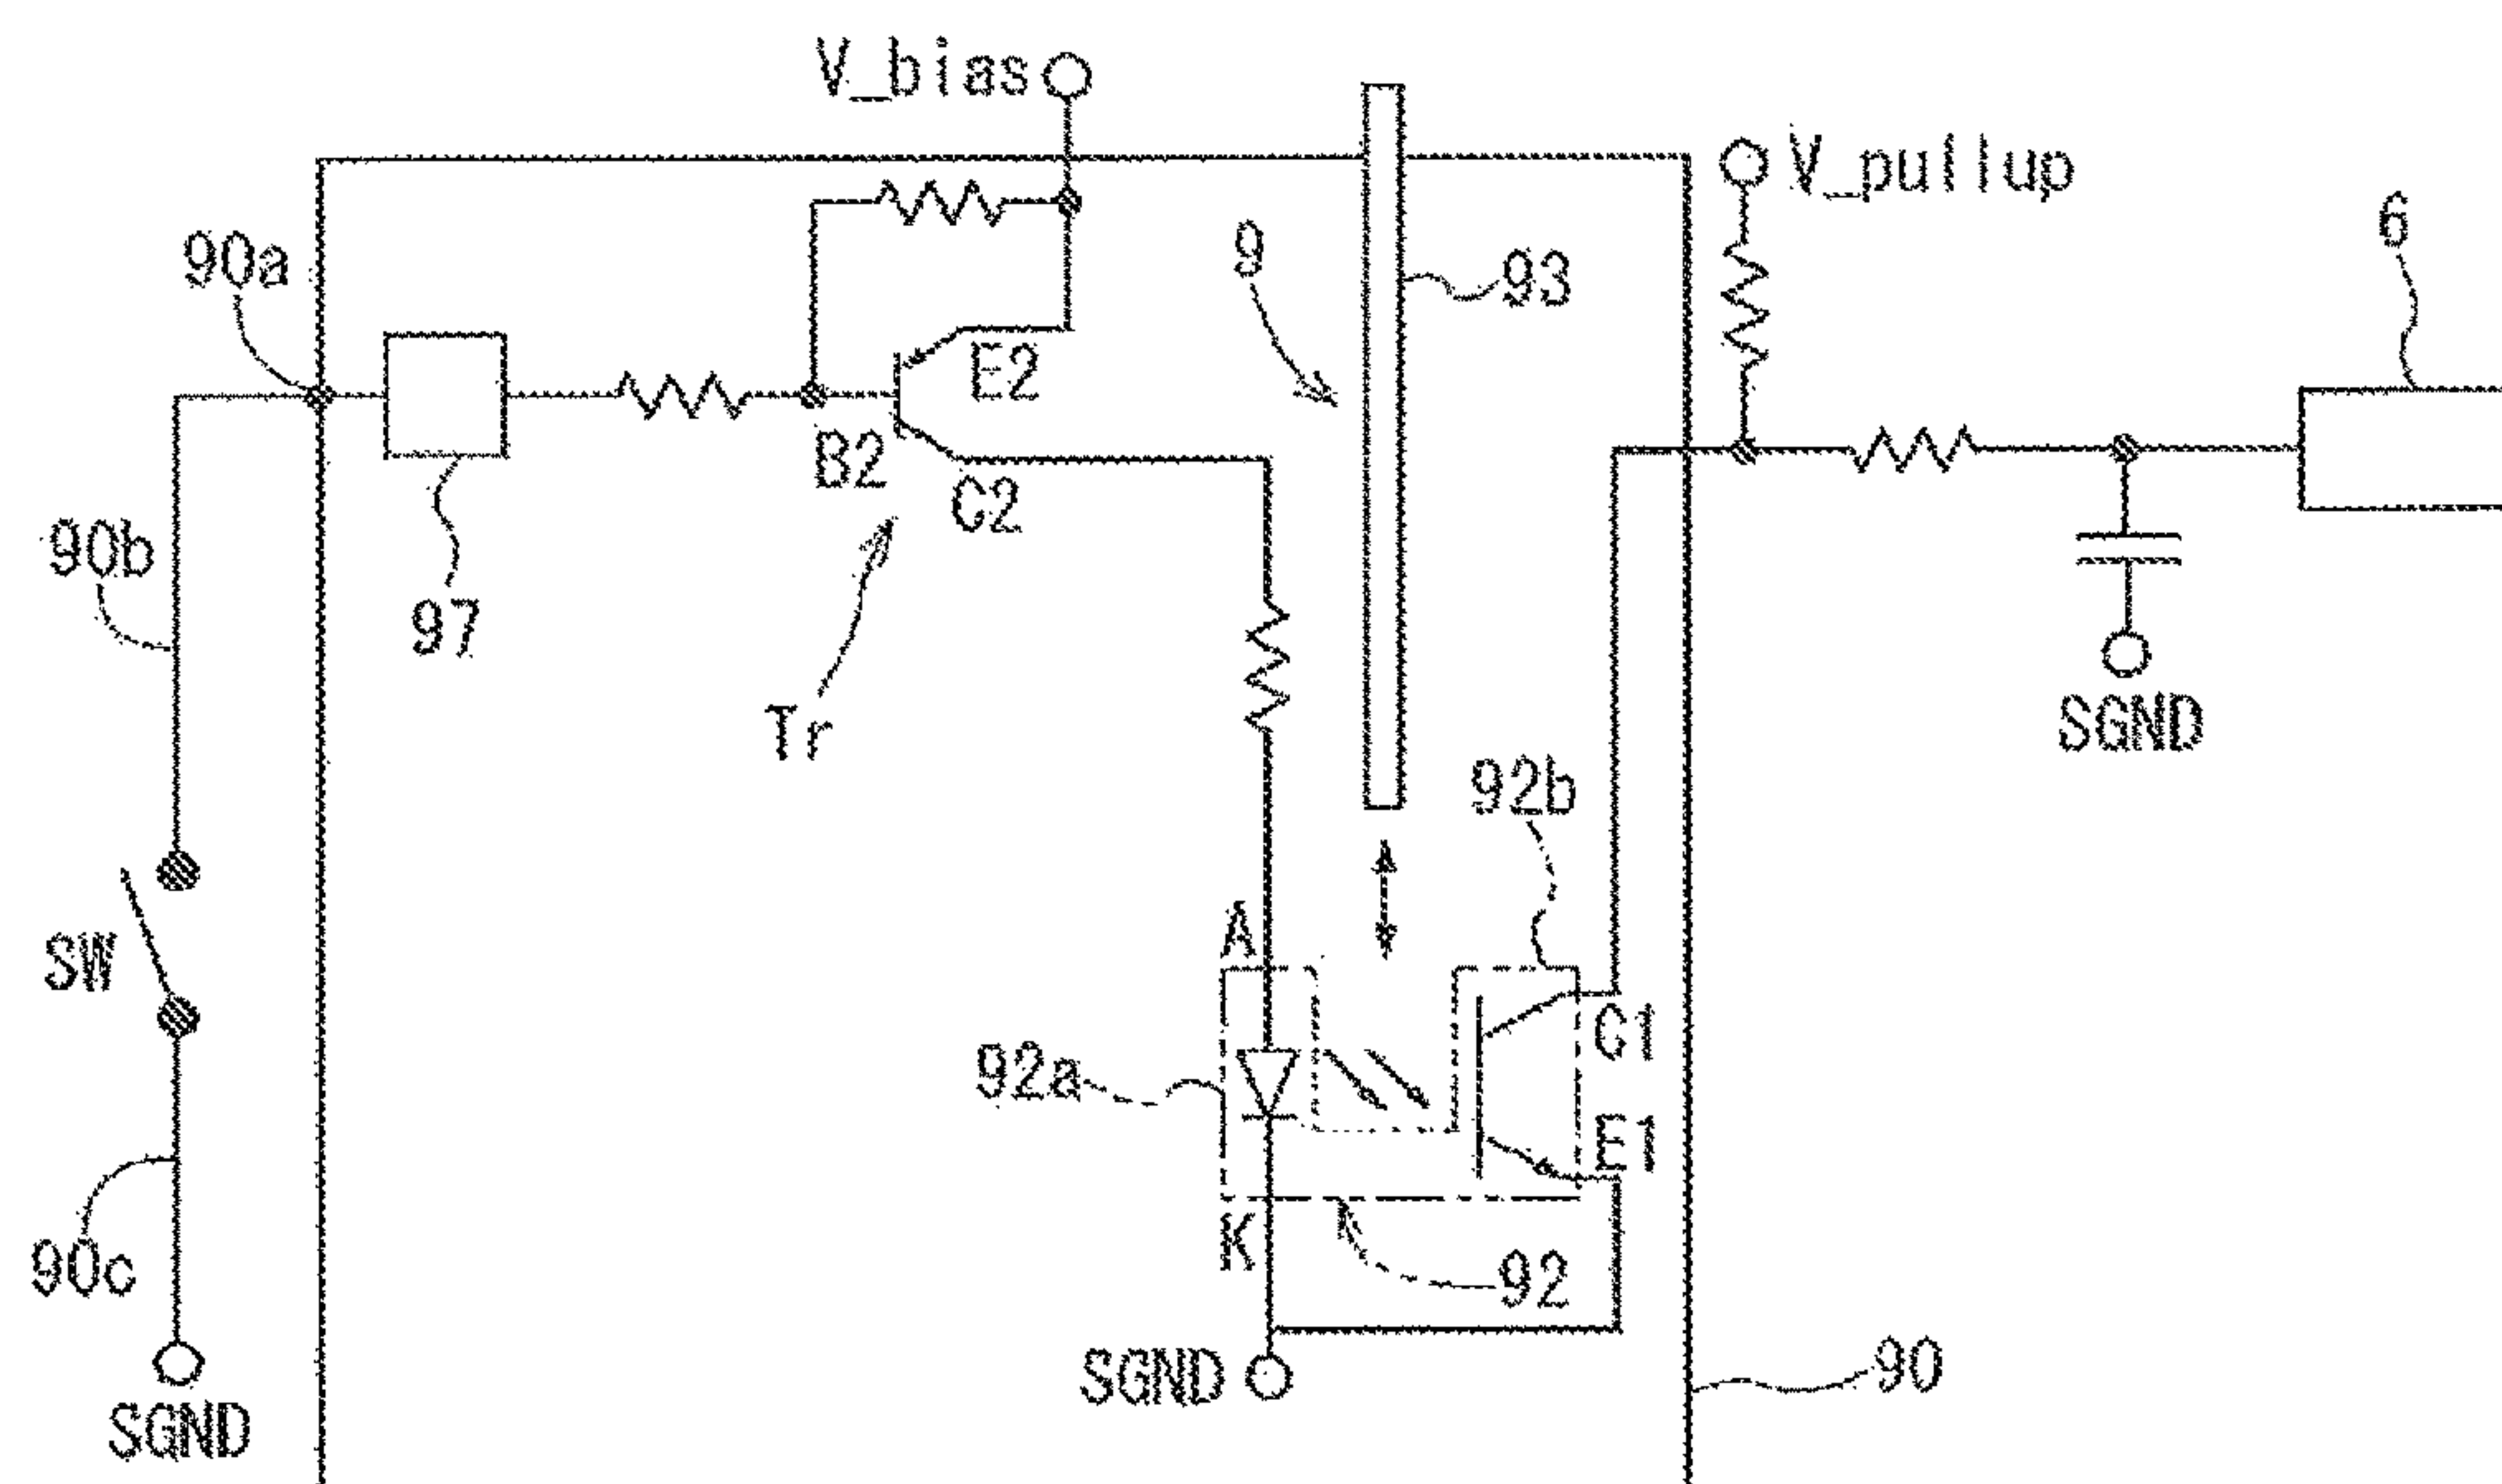 V_bias
V_pullup
6
90a
9
93
E2
B2
C2
90b
97
Tr
SGND
92b
SW
A
C1
92a
E1
90c
K
92
SGND
90
SGND